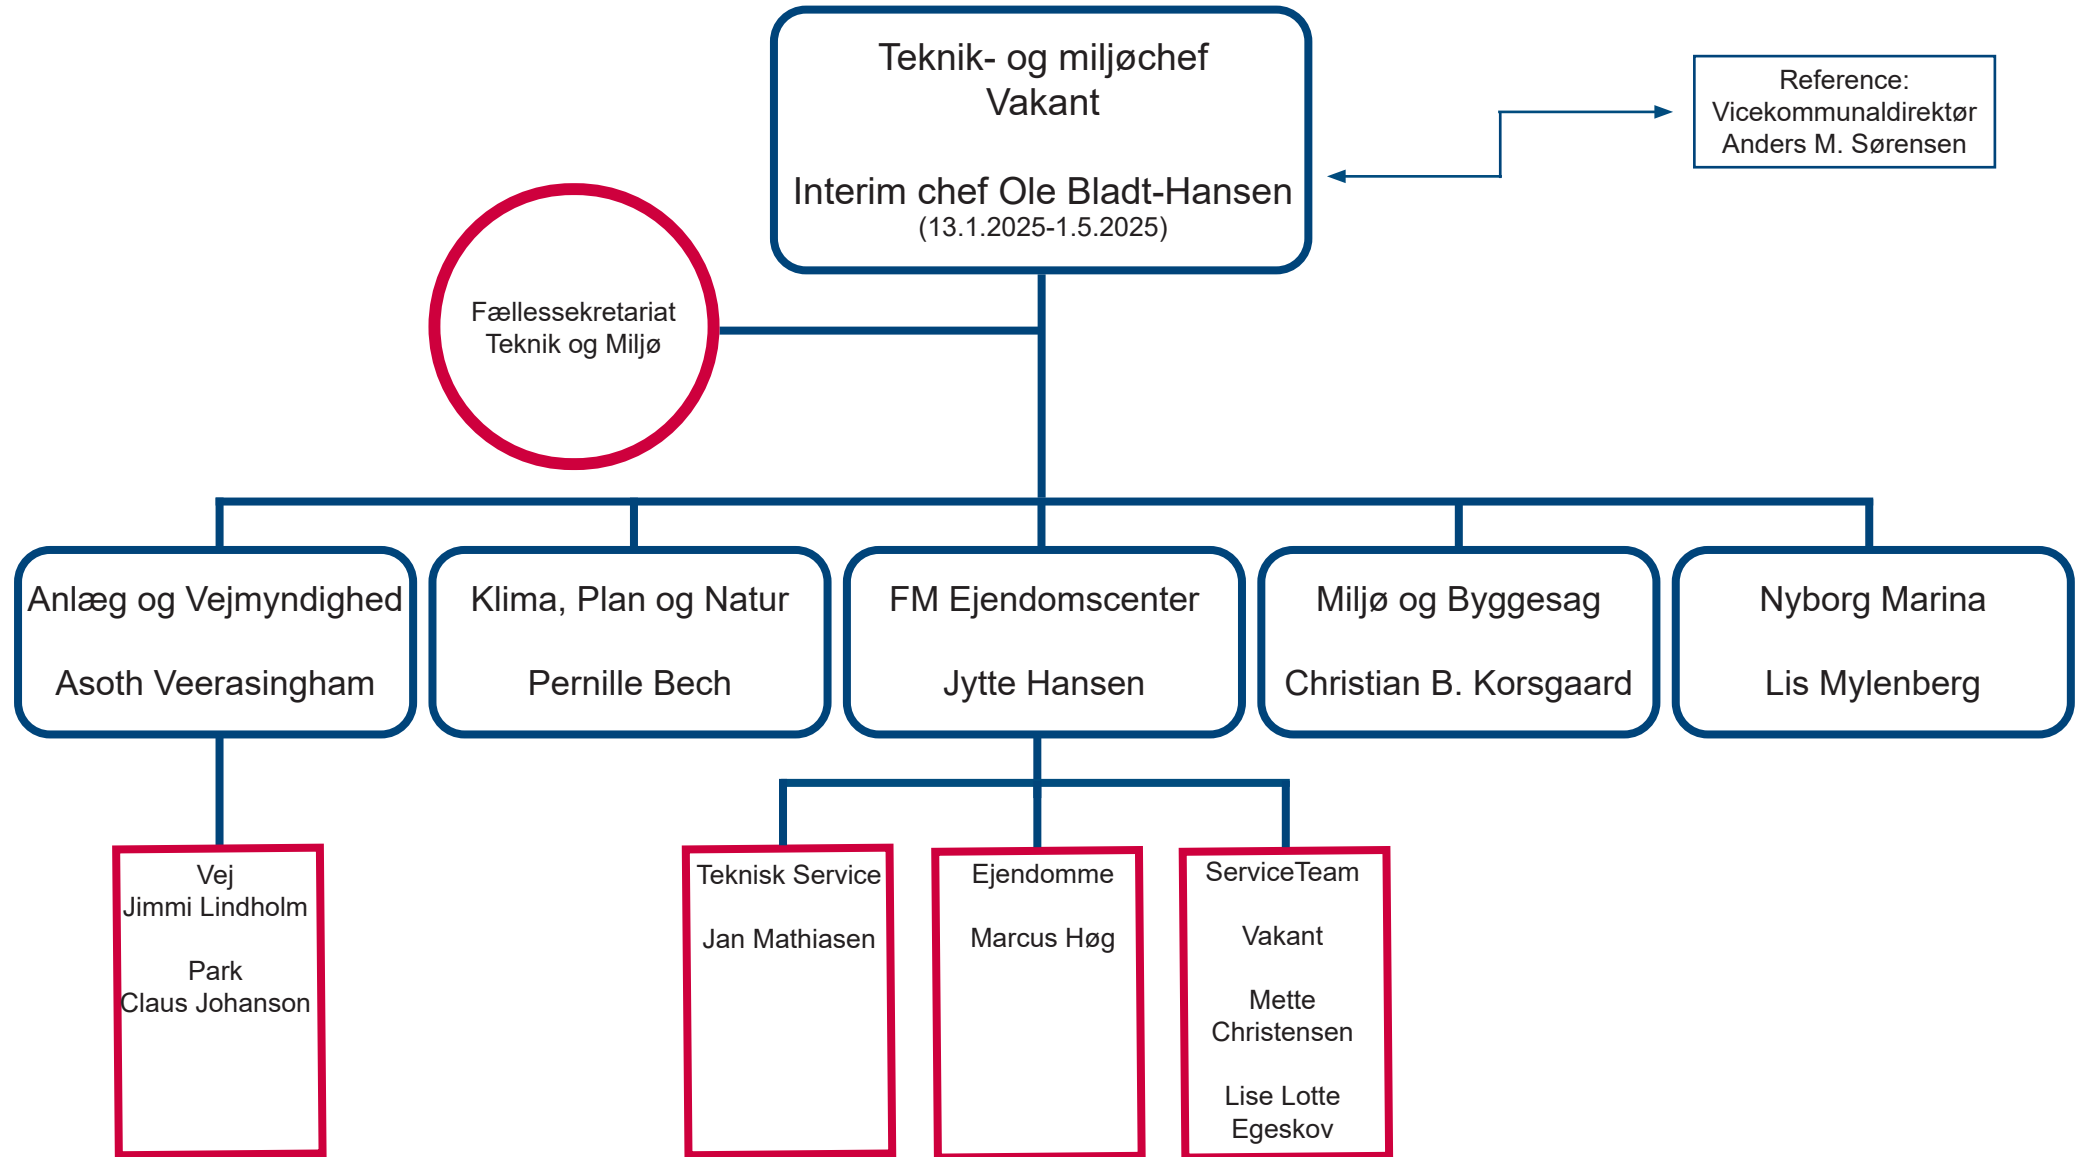 Teknik- og miljøchef
Vakant
Interim chef Ole Bladt-Hansen
(13.1.2025-1.5.2025)
Reference:
Vicekommunaldirektør
Anders M. Sørensen
Fællessekretariat
Teknik og Miljø
Anlæg og Vejmyndighed
Asoth Veerasingham
Klima, Plan og Natur
Pernille Bech
FM Ejendomscenter
Jytte Hansen
Miljø og Byggesag
Christian B. Korsgaard
Nyborg Marina
Lis Mylenberg
Vej
Jimmi Lindholm
Park
Claus Johanson
Teknisk Service
Jan Mathiasen
Ejendomme
Marcus Høg
ServiceTeam
Vakant
Mette
Christensen
Lise Lotte
Egeskov